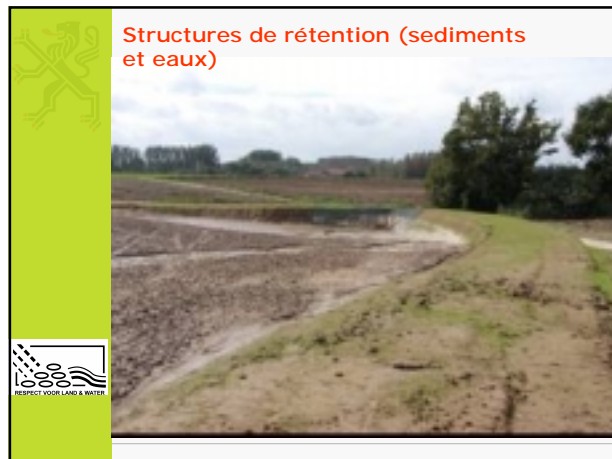 Structures de rétention (sediments
et eaux)
RESPECT VOOR LAND & WATER